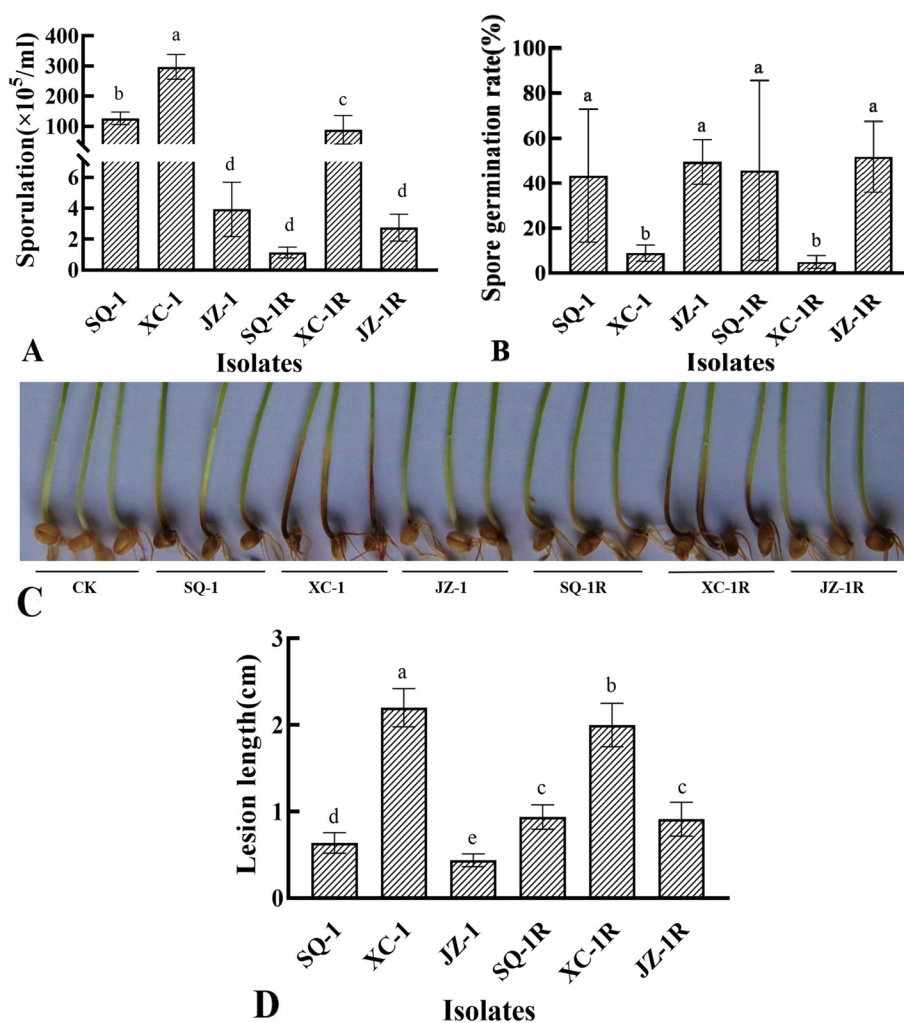 Sporulation(×10⁵/ml)
400
300
200
100
6
4
2
0
b
a
d
d
c
d
SQ-1
XC-1
JZ-1
SQ-1R
XC-1R
JZ-1R
Isolates
A
Spore germination rate(%)
100
80
60
40
20
0
a
b
a
a
b
a
SQ-1
XC-1
JZ-1
SQ-1R
XC-1R
JZ-1R
Isolates
B
CK
SQ-1
XC-1
JZ-1
SQ-1R
XC-1R
JZ-1R
C
Lesion length(cm)
3
2
1
0
d
a
e
c
b
c
SQ-1
XC-1
JZ-1
SQ-1R
XC-1R
JZ-1R
Isolates
D